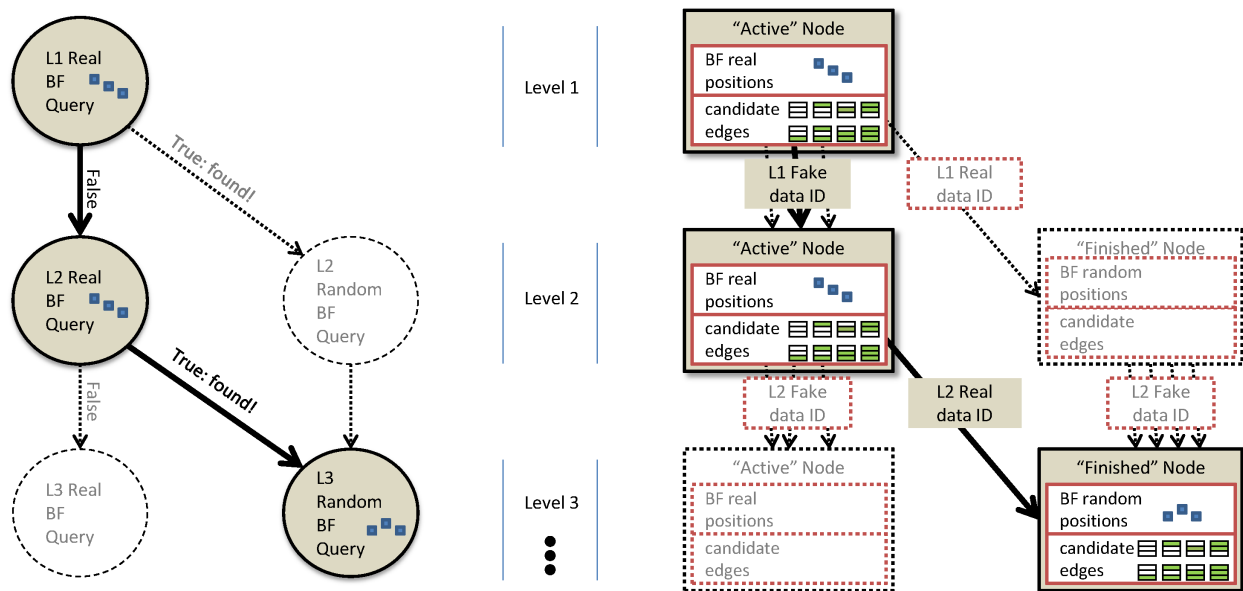 L1 Real
BF
Query
True: found!
False
L2 Real
BF
Query
L2
Random
BF
Query
True: found!
False
L3 Real
BF
Query
L3
Random
BF
Query
Level 1
Level 2
Level 3
“Active” Node
BF real
positions
candidate
edges
L1 Fake
data ID
L1 Real
data ID
“Active” Node
BF real
positions
candidate
edges
“Finished” Node
BF random
positions
candidate
edges
L2 Fake
data ID
L2 Real
data ID
L2 Fake
data ID
“Active” Node
BF real
positions
candidate
edges
“Finished” Node
BF random
positions
candidate
edges